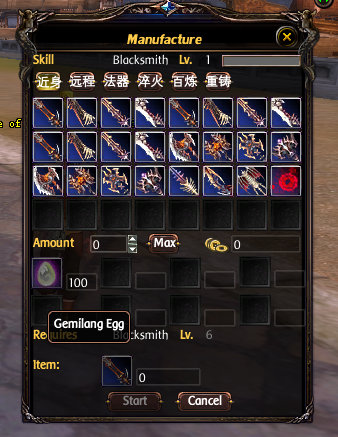 Manufacture
Skill Blacksmith Lv. 1
近身 远程 法器 淬火 百炼 重铸
e of
Amount 0 Max 0
100
Gemilang Egg
Requires Blacksmith Lv. 6
Item:
0
Start Cancel